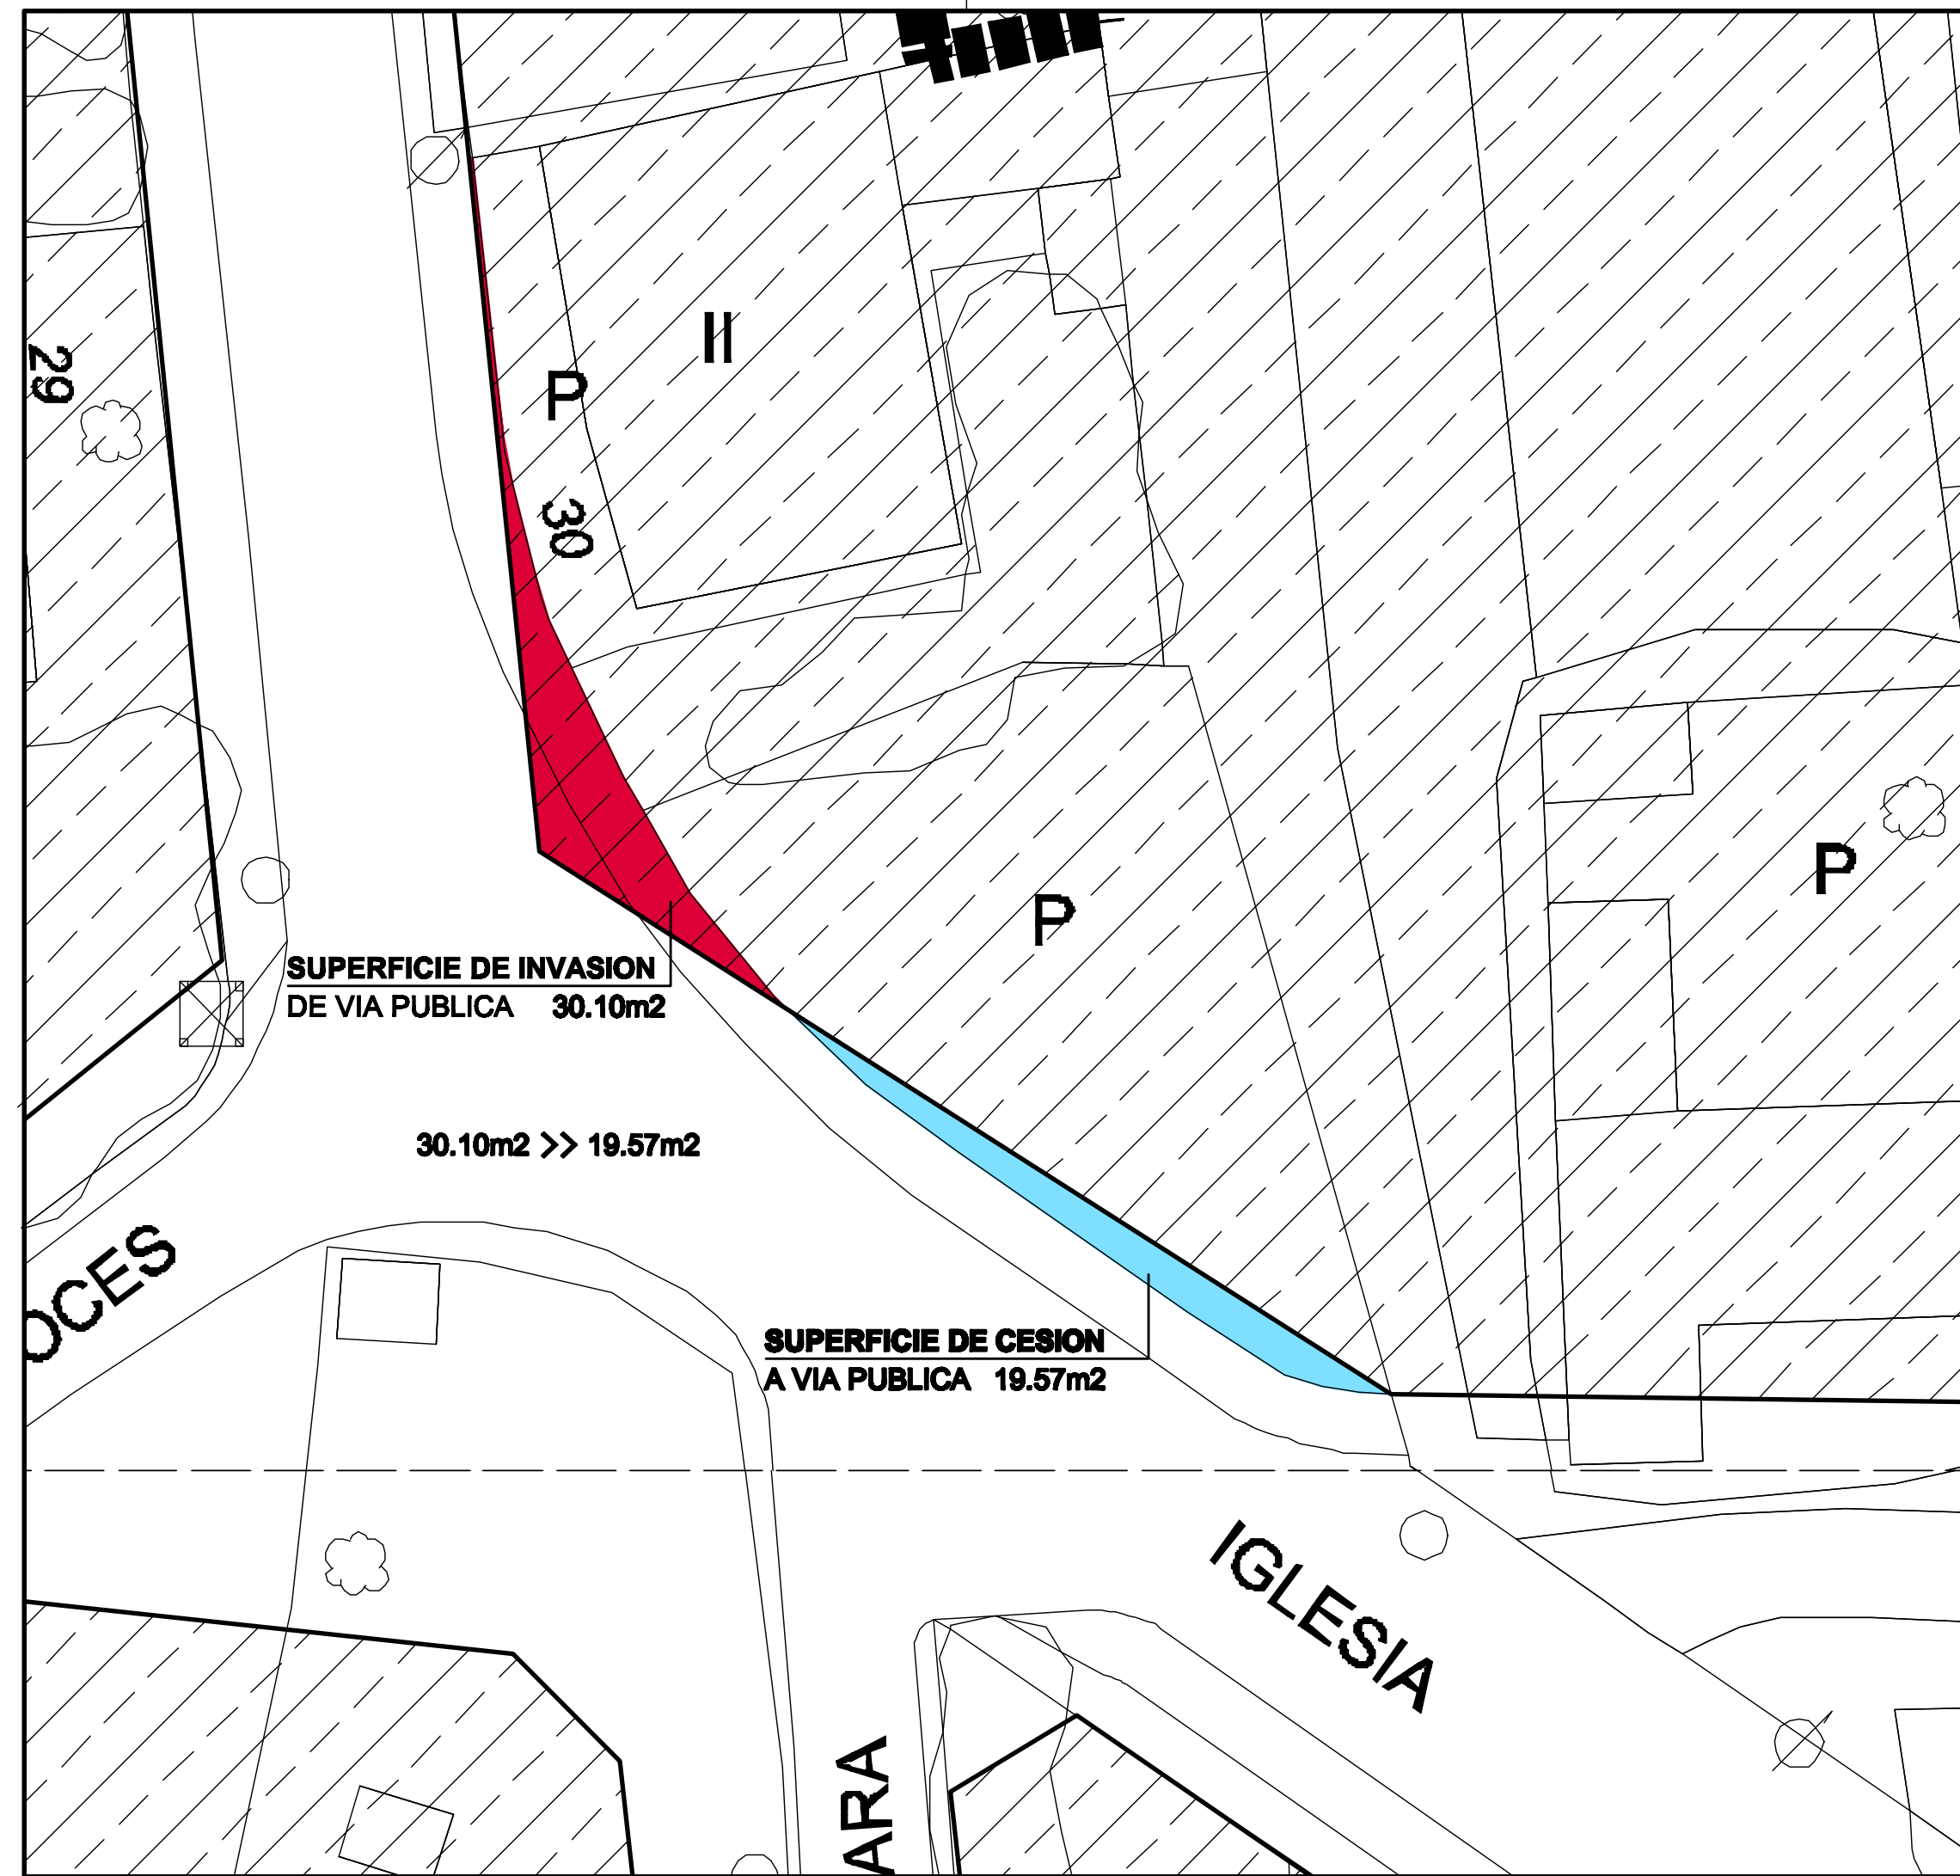 II
29
P
30
P
P
SUPERFICIE DE INVASION
DE VIA PUBLICA 30.10m2
30.10m2 >> 19.57m2
OCES
SUPERFICIE DE CESION
A VIA PUBLICA 19.57m2
IGLESIA
ARA